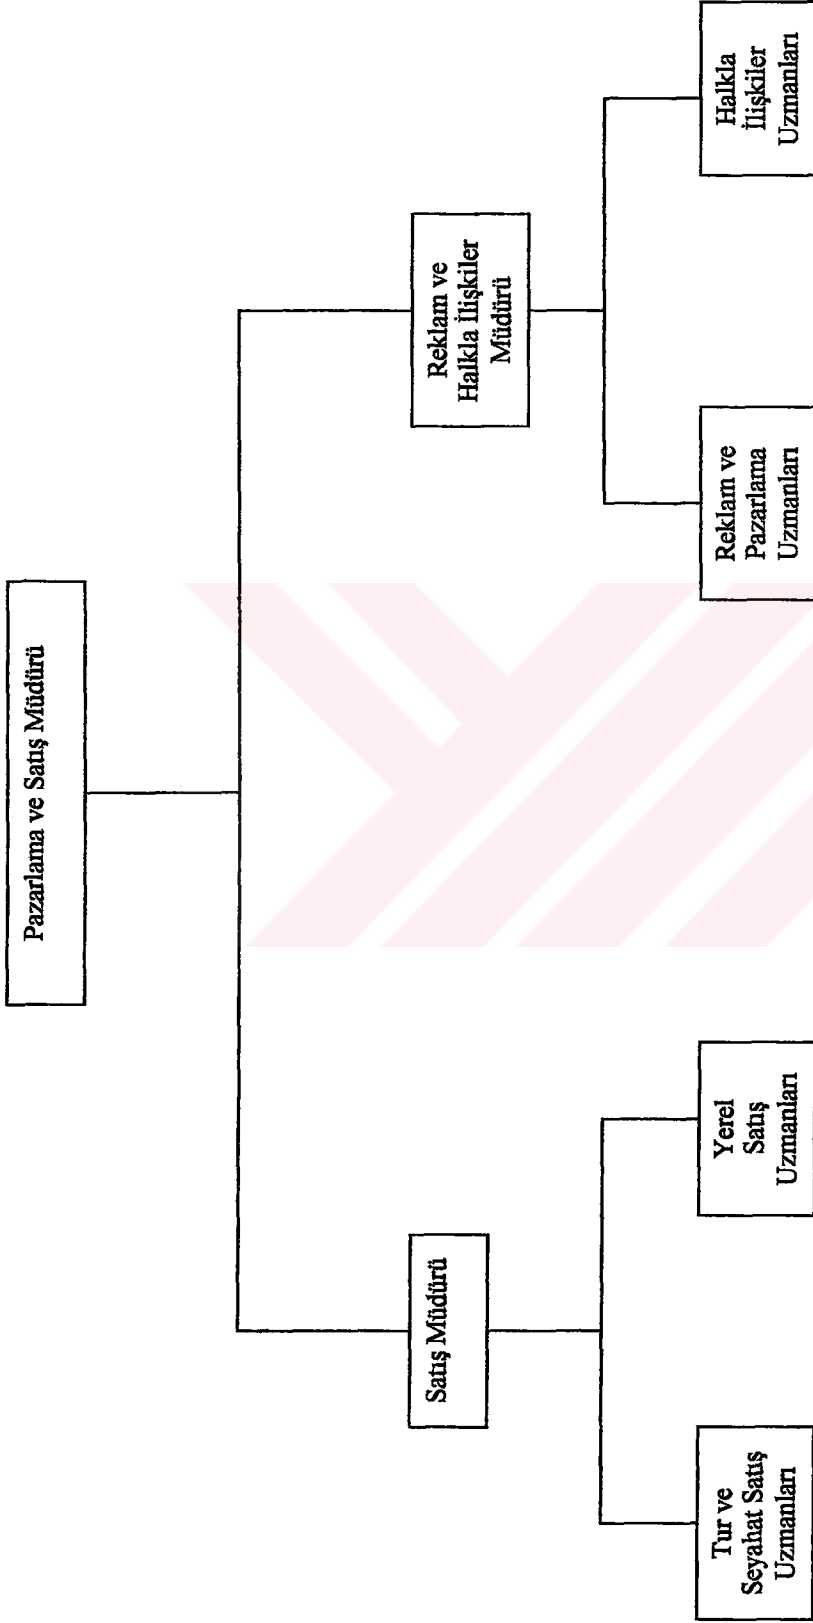 Pazarlama ve Satış Müdürü
Satış Müdürü
Reklam ve
Halkla İlişkiler
Müdürü
Tur ve
Seyahat Satış
Uzmanları
Yerel
Satış
Uzmanları
Reklam ve
Pazarlama
Uzmanları
Halkla
İlişkiler
Uzmanları